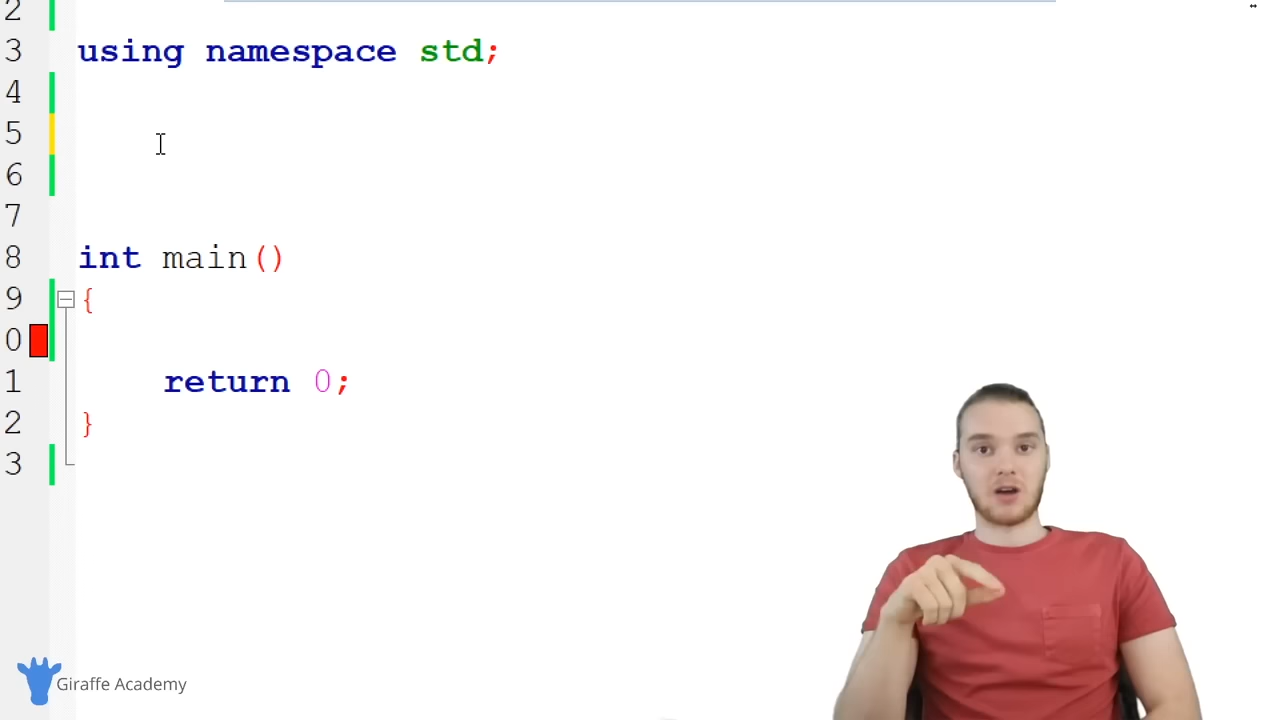 2
3 using namespace std;
4
5
6
7
8 int main()
9 {
0
1 return 0;
2 }
3
Giraffe Academy